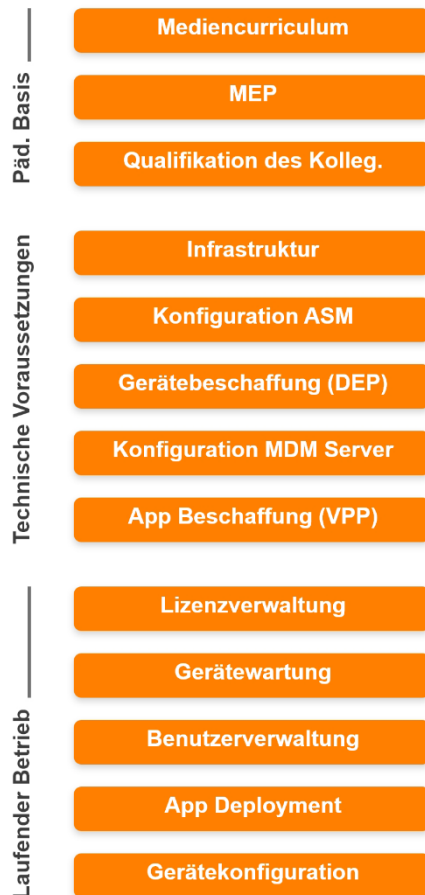 Päd. Basis
Mediencurriculum
MEP
Qualifikation des Kolleg.
Technische Voraussetzungen
Infrastruktur
Konfiguration ASM
Gerätebeschaffung (DEP)
Konfiguration MDM Server
App Beschaffung (VPP)
Laufender Betrieb
Lizenzverwaltung
Gerätewartung
Benutzerverwaltung
App Deployment
Gerätekonfiguration